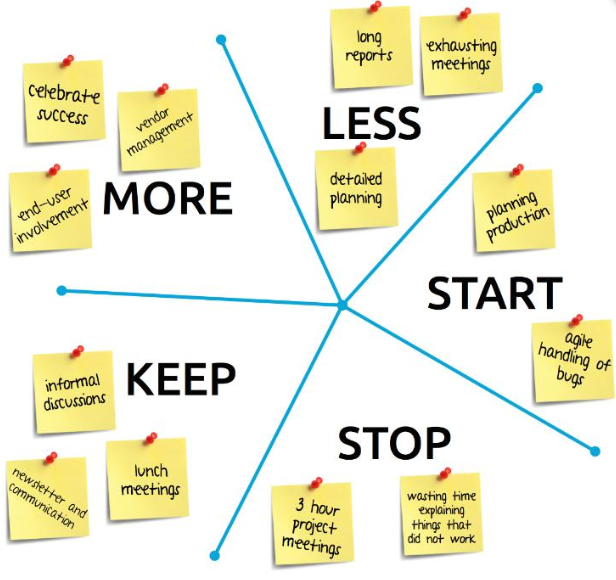 long
reports
exhausting
meetings
LESS
detailed
planning
celebrate
success
vendor
management
end-user
involvement
MORE
planning
production
START
agile
handling of
bugs
informal
discussions
KEEP
newsletter and
communication
lunch
meetings
STOP
3 hour
project
meetings
wasting time
explaining
things that
did not work